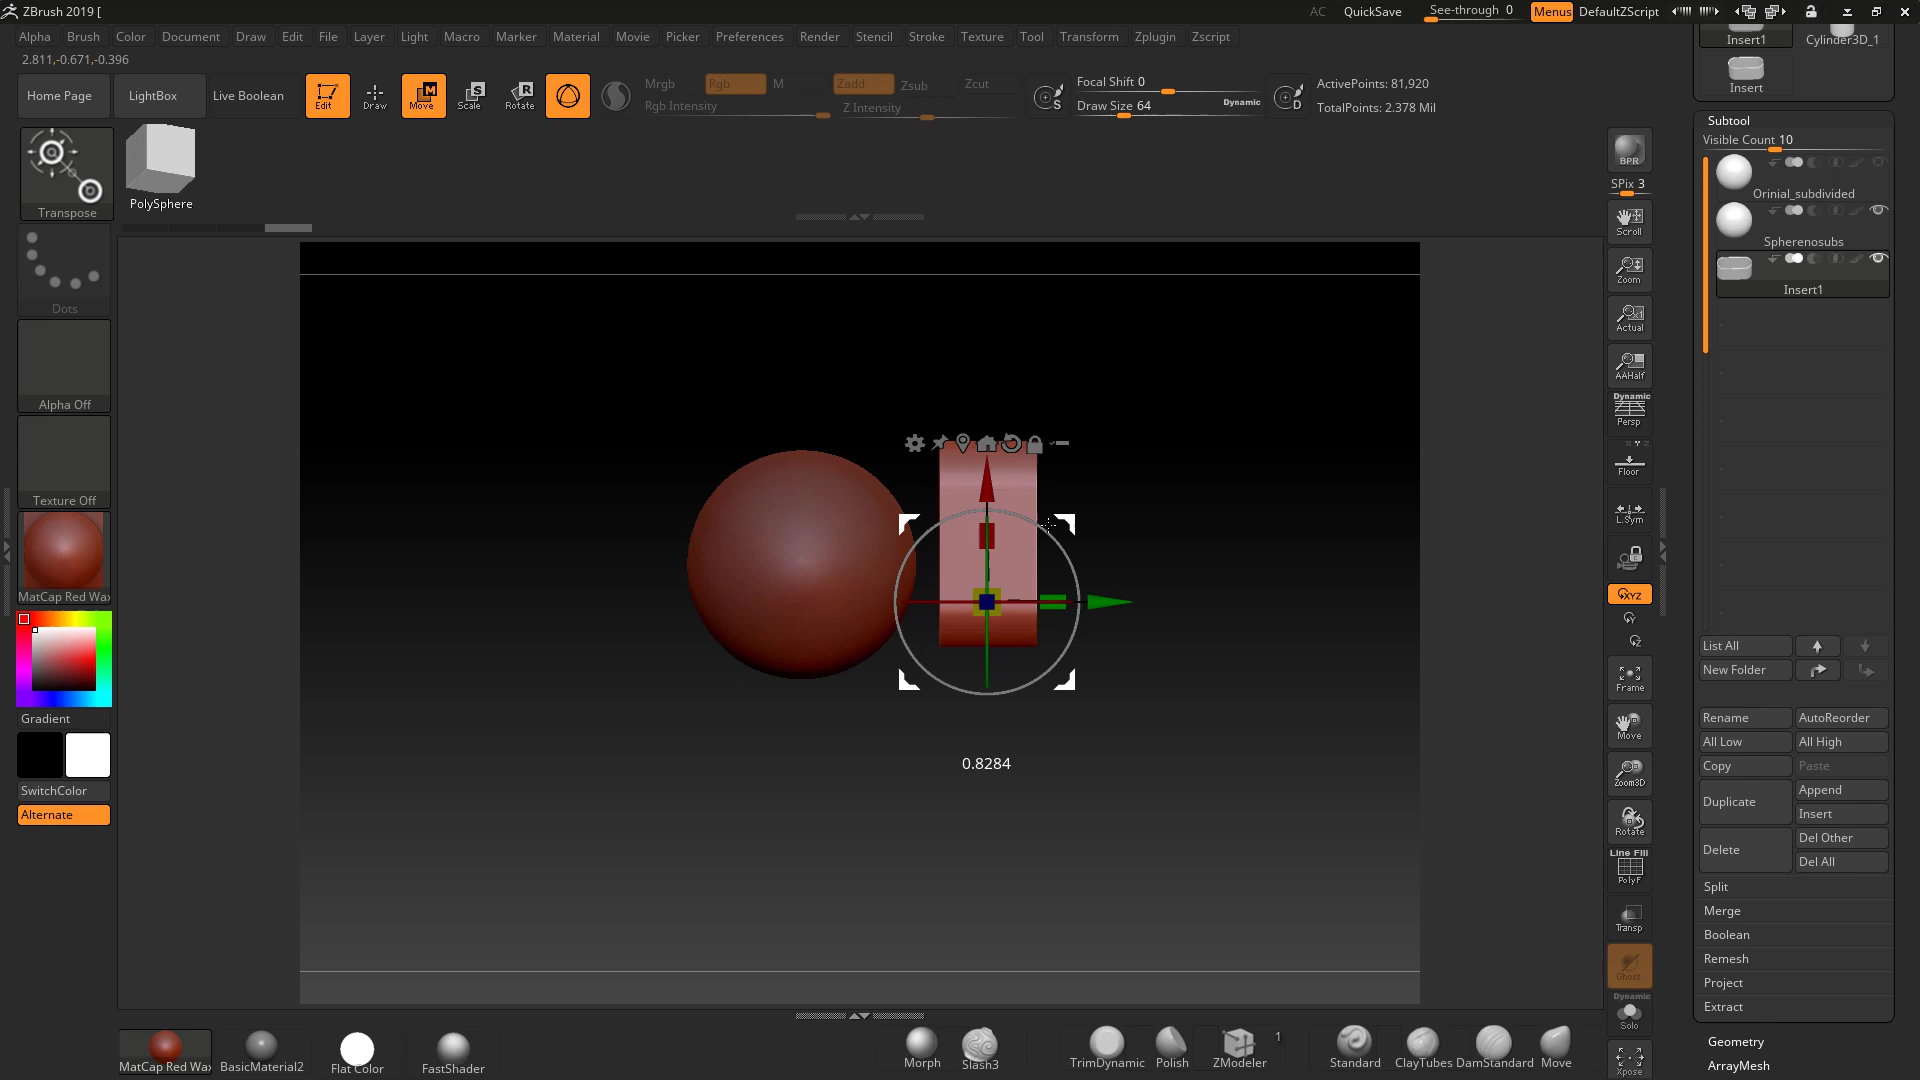 ZBrush 2019 [
AC
QuickSave
See-through 0
Menus
DefaultZScript
Alpha Brush Color Document Draw Edit File Layer Light Macro Marker Material Movie Picker Preferences Render Stencil Stroke Texture Tool Transform Zplugin Zscript
2.811,-0.671,-0.396
Home Page
LightBox
Live Boolean
Edit
Draw
Move
Scale
Rotate
Mrgb
Rgb
M
Rgb Intensity
Zadd
Zsub
Zcut
Z Intensity
Focal Shift 0
Draw Size 64
Dynamic
ActivePoints: 81,920
TotalPoints: 2.378 Mil
Insert1
Cylinder3D_1
Insert
Transpose
PolySphere
Dots
Alpha Off
Texture Off
MatCap Red Wax
Gradient
SwitchColor
Alternate
0.8284
BPR
SPix 3
Scroll
Zoom
Actual
AAHalf
Dynamic
Persp
Floor
L.Sym
XYZ
Y
Z
Frame
Move
Zoom3D
Rotate
Line Fill
PolyF
Transp
Ghost
Dynamic
Solo
Xpose
Subtool
Visible Count 10
Orinial_subdivided
Spherenosubs
Insert1
List All
New Folder
Rename
AutoReorder
All Low
All High
Copy
Paste
Duplicate
Append
Insert
Delete
Del Other
Del All
Split
Merge
Boolean
Remesh
Project
Extract
Geometry
ArrayMesh
MatCap Red Wax
BasicMaterial2
Flat Color
FastShader
Morph
Slash3
TrimDynamic
Polish
ZModeler
1
Standard
ClayTubes
DamStandard
Move